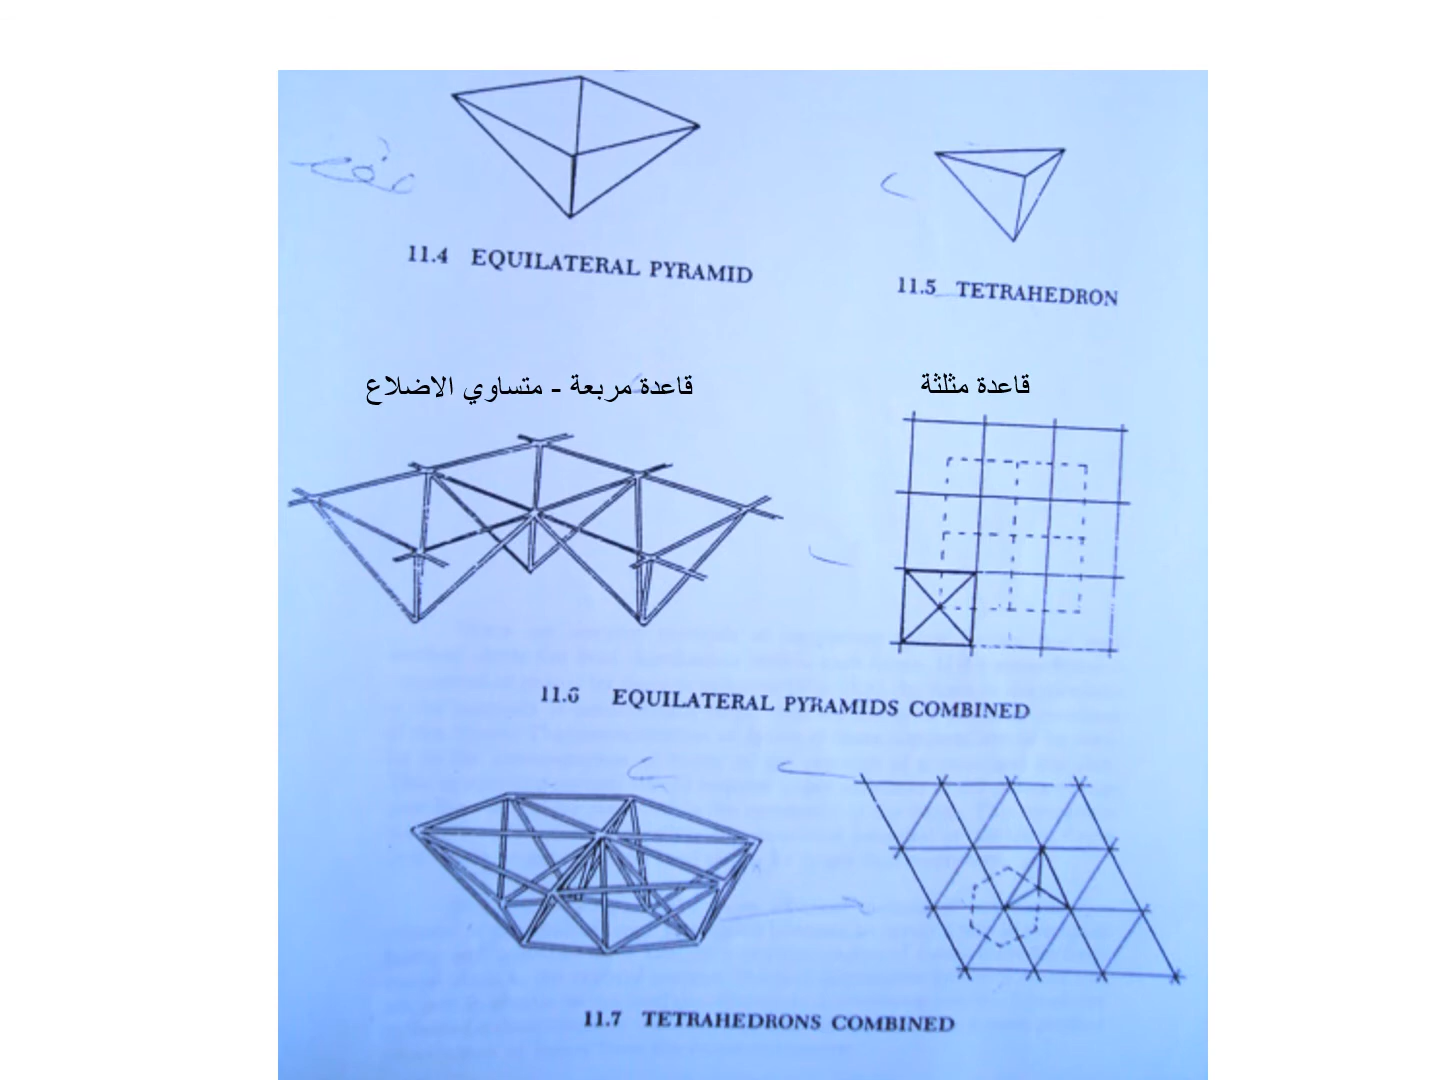 11.4 EQUILATERAL PYRAMID
11.5 TETRAHEDRON
قاعدة مربعة - متساوي الاضلاع
قاعدة مثلثة
11.6 EQUILATERAL PYRAMIDS COMBINED
11.7 TETRAHEDRONS COMBINED